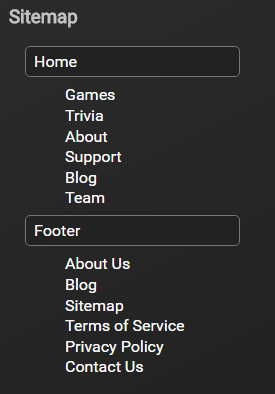 Sitemap
Home
Games
Trivia
About
Support
Blog
Team
Footer
About Us
Blog
Sitemap
Terms of Service
Privacy Policy
Contact Us